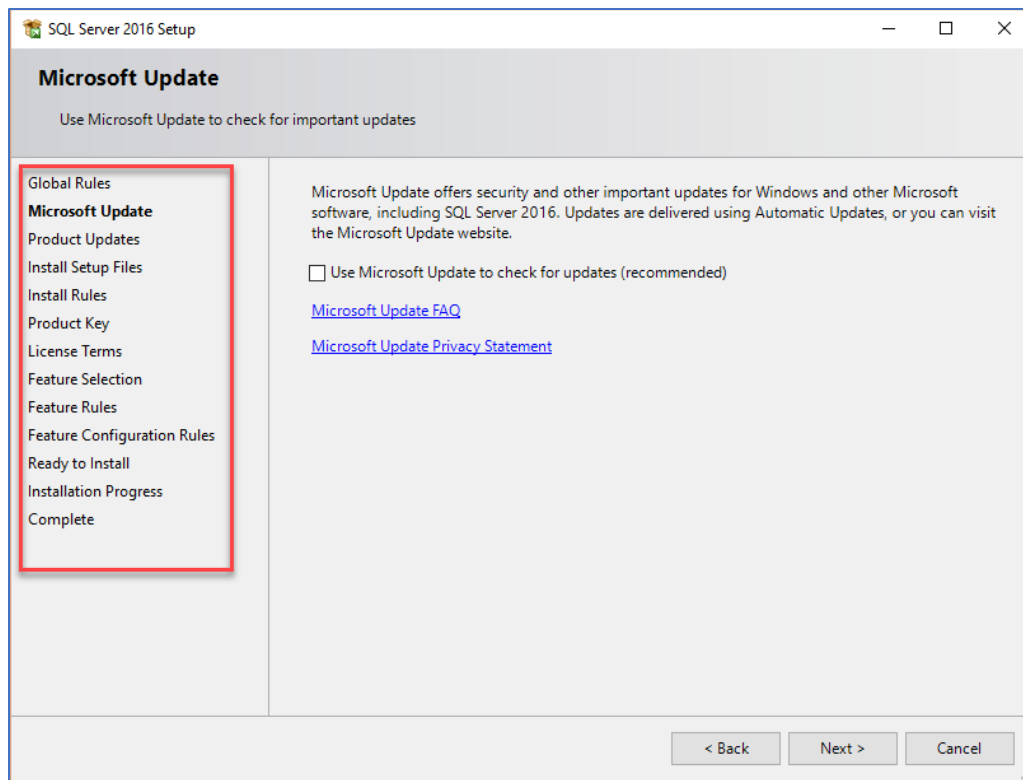 SQL Server 2016 Setup
Microsoft Update
Use Microsoft Update to check for important updates
Global Rules
Microsoft Update
Product Updates
Install Setup Files
Install Rules
Product Key
License Terms
Feature Selection
Feature Rules
Feature Configuration Rules
Ready to Install
Installation Progress
Complete
Microsoft Update offers security and other important updates for Windows and other Microsoft
software, including SQL Server 2016. Updates are delivered using Automatic Updates, or you can visit
the Microsoft Update website.
Use Microsoft Update to check for updates (recommended)
Microsoft Update FAQ
Microsoft Update Privacy Statement
< Back
Next >
Cancel